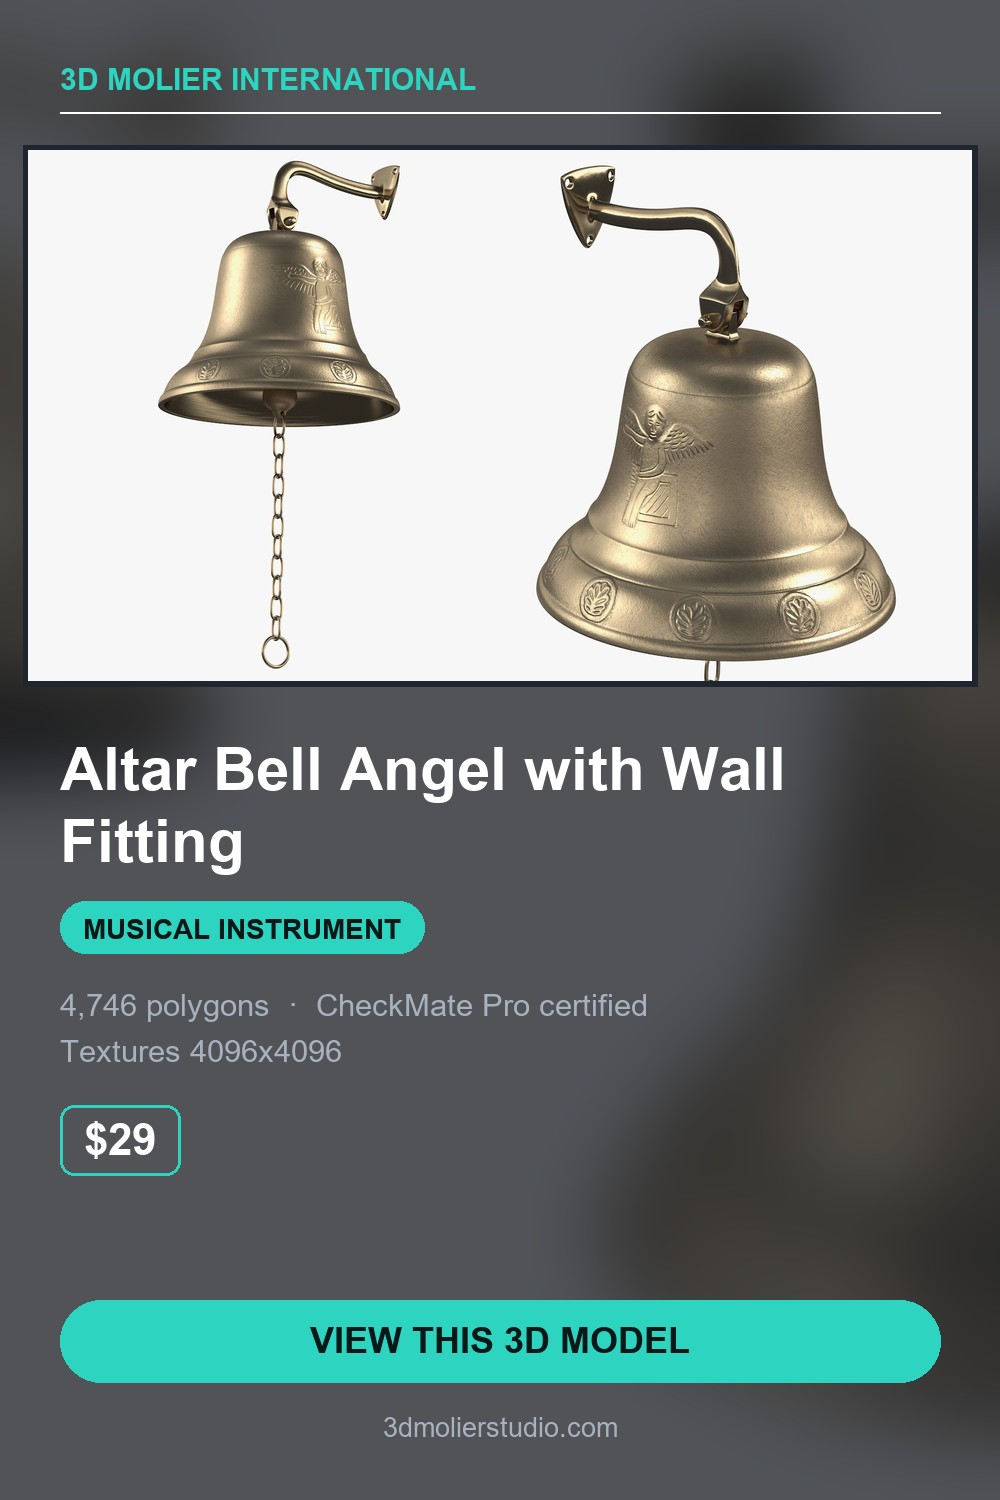 3D MOLIER INTERNATIONAL
Altar Bell Angel with Wall
Fitting
MUSICAL INSTRUMENT
4,746 polygons · CheckMate Pro certified
Textures 4096x4096
$29
VIEW THIS 3D MODEL
3dmolierstudio.com